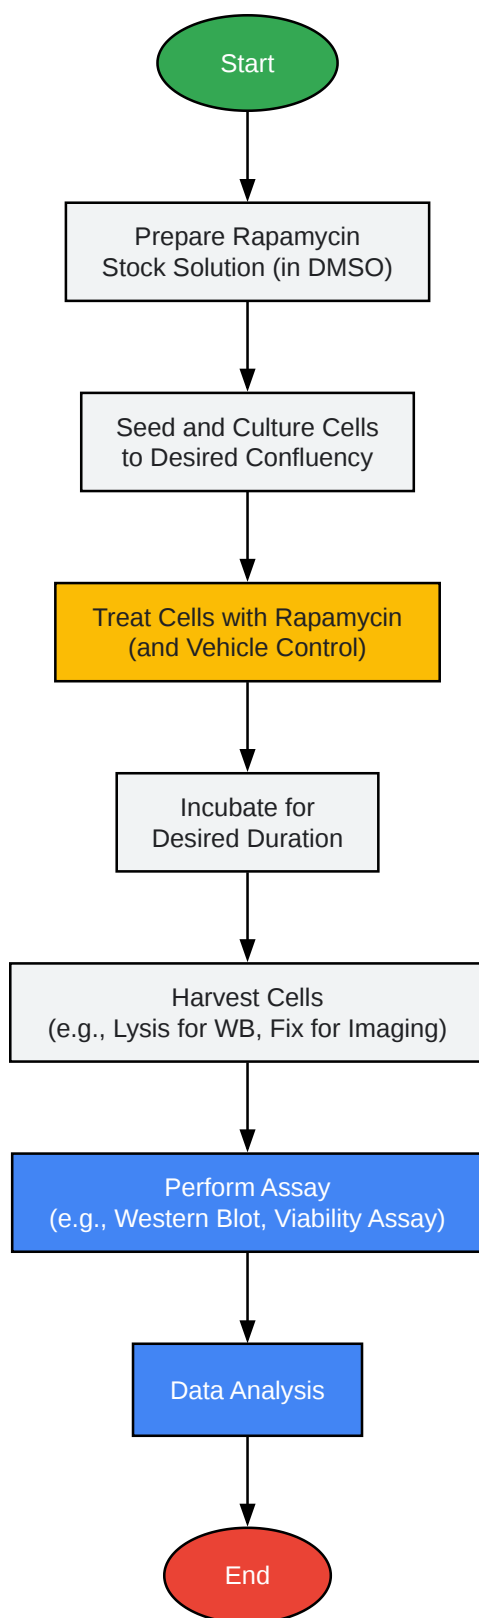 Start
Prepare Rapamycin
Stock Solution (in DMSO)
Seed and Culture Cells
to Desired Confluency
Treat Cells with Rapamycin
(and Vehicle Control)
Incubate for
Desired Duration
Harvest Cells
(e.g., Lysis for WB, Fix for Imaging)
Perform Assay
(e.g., Western Blot, Viability Assay)
Data Analysis
End